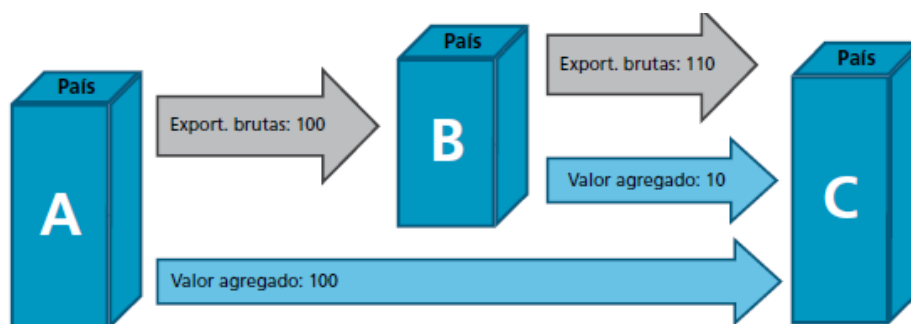 País
A
Export. brutas: 100
País
B
Export. brutas: 110
Valor agregado: 10
País
C
Valor agregado: 100